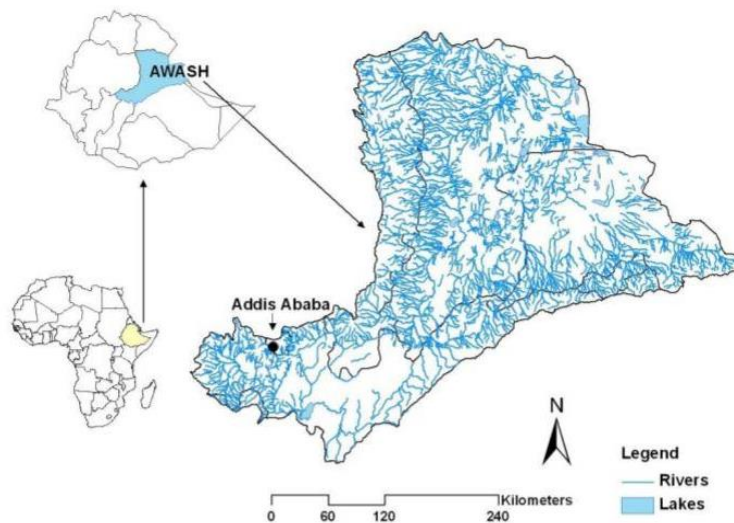 AWASH
Addis Ababa
N
Legend
Rivers
Lakes
Kilometers
0 60 120 240